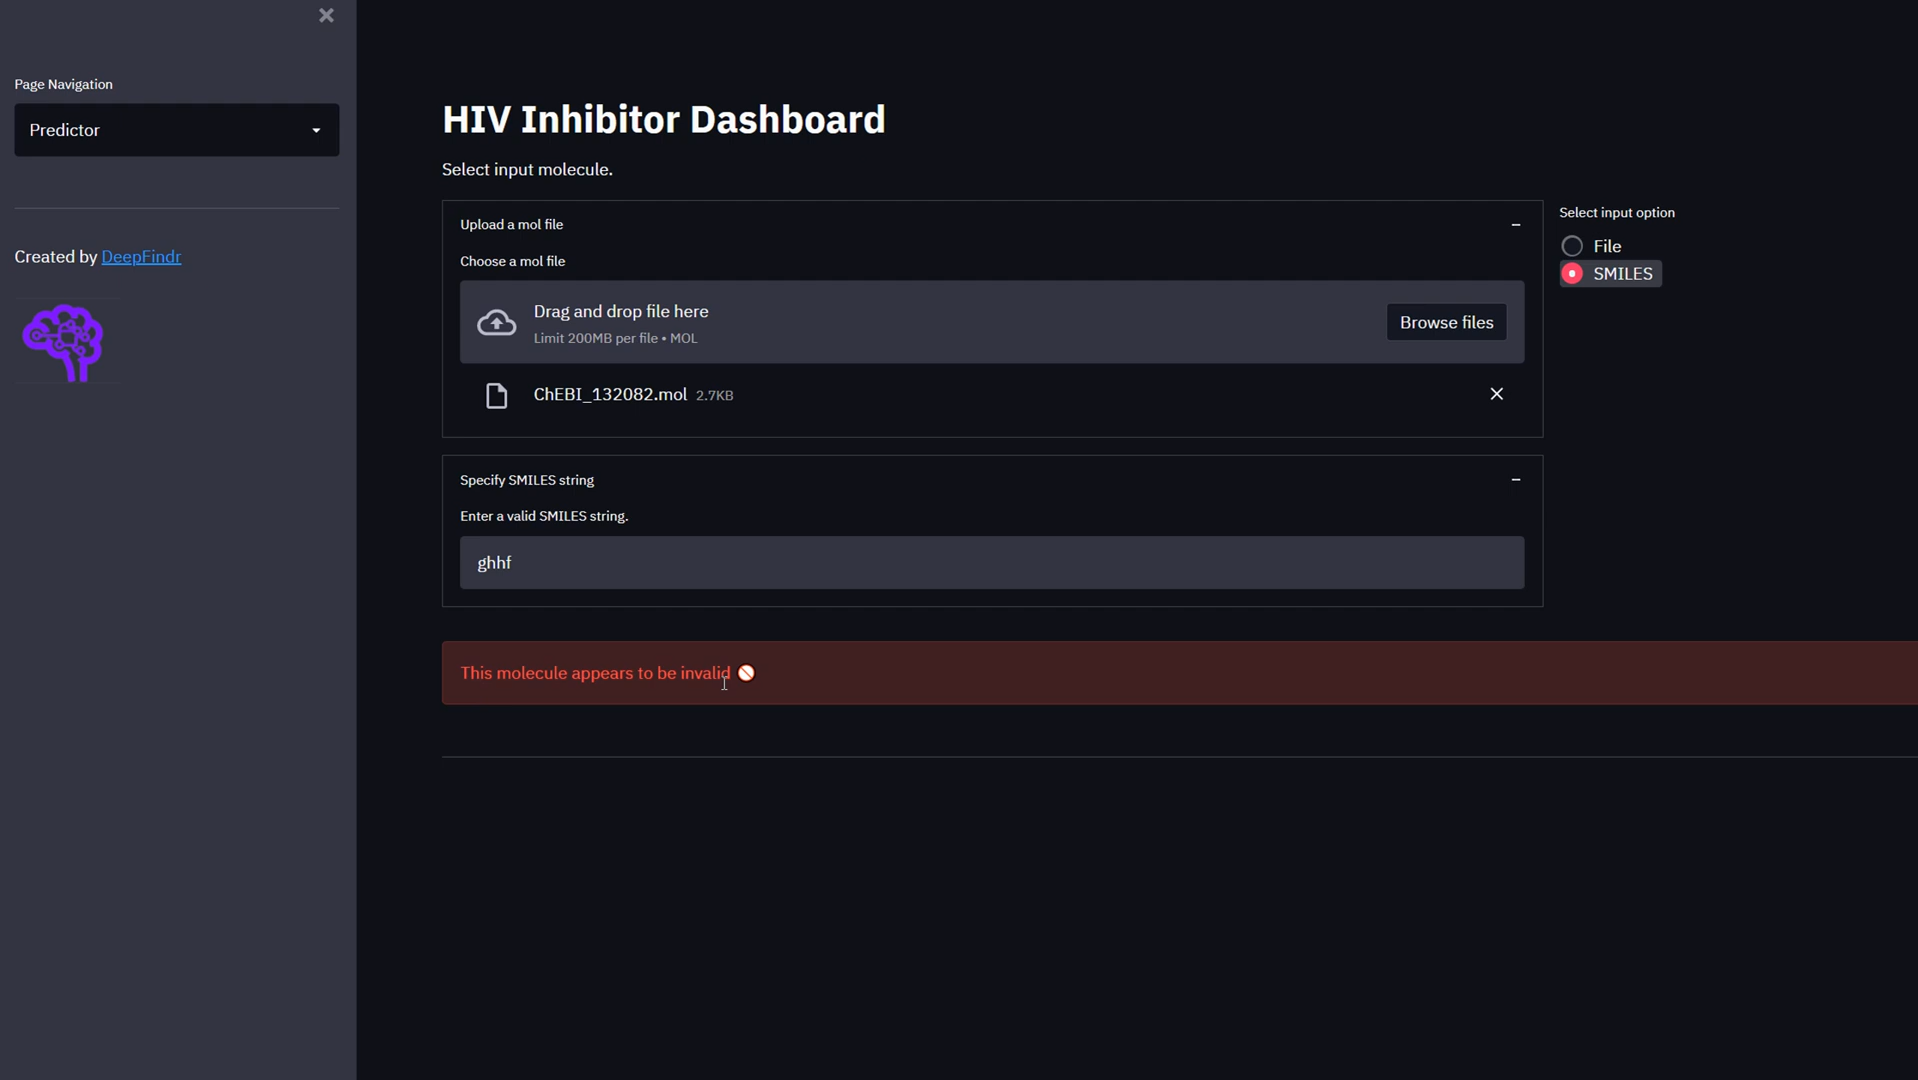 Page Navigation
Predictor
Created by DeepFindr
HIV Inhibitor Dashboard
Select input molecule.
Upload a mol file
Choose a mol file
Drag and drop file here
Limit 200MB per file • MOL
Browse files
ChEBI_132082.mol 2.7KB
Select input option
File
SMILES
Specify SMILES string
Enter a valid SMILES string.
ghhf
This molecule appears to be invalid 🚫